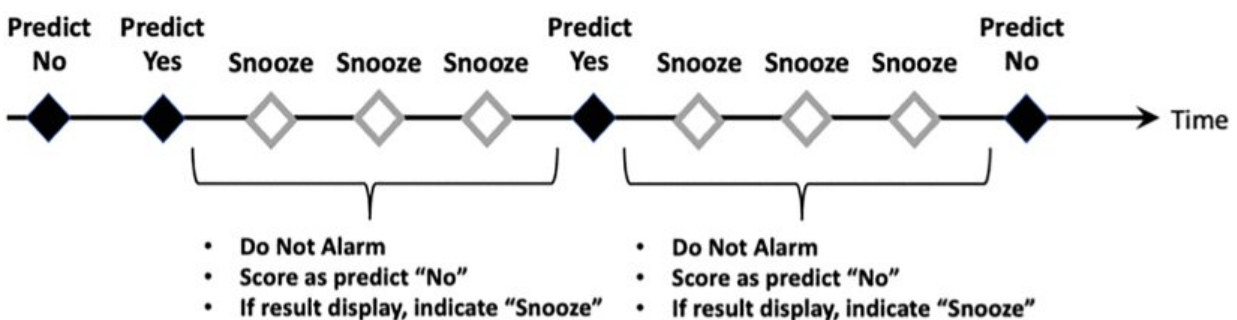 Predict Predict Predict Predict
No Yes Snooze Snooze Snooze Yes Snooze Snooze Snooze No
Time
• Do Not Alarm
• Score as predict “No”
• If result display, indicate “Snooze”
• Do Not Alarm
• Score as predict “No”
• If result display, indicate “Snooze”